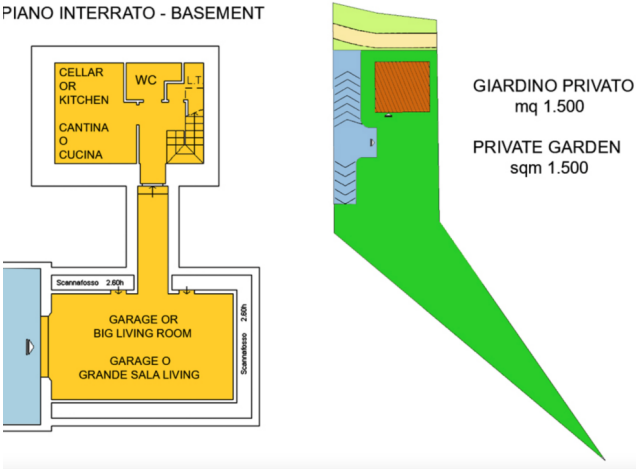 PIANO INTERRATO - BASEMENT
CELLAR
OR
KITCHEN
CANTINA
O
CUCINA
WC
L.T.
Scannafosso 2.60h
GARAGE OR
BIG LIVING ROOM
GARAGE O
GRANDE SALA LIVING
Scannafosso 2.60h
GIARDINO PRIVATO
mq 1.500
PRIVATE GARDEN
sqm 1.500